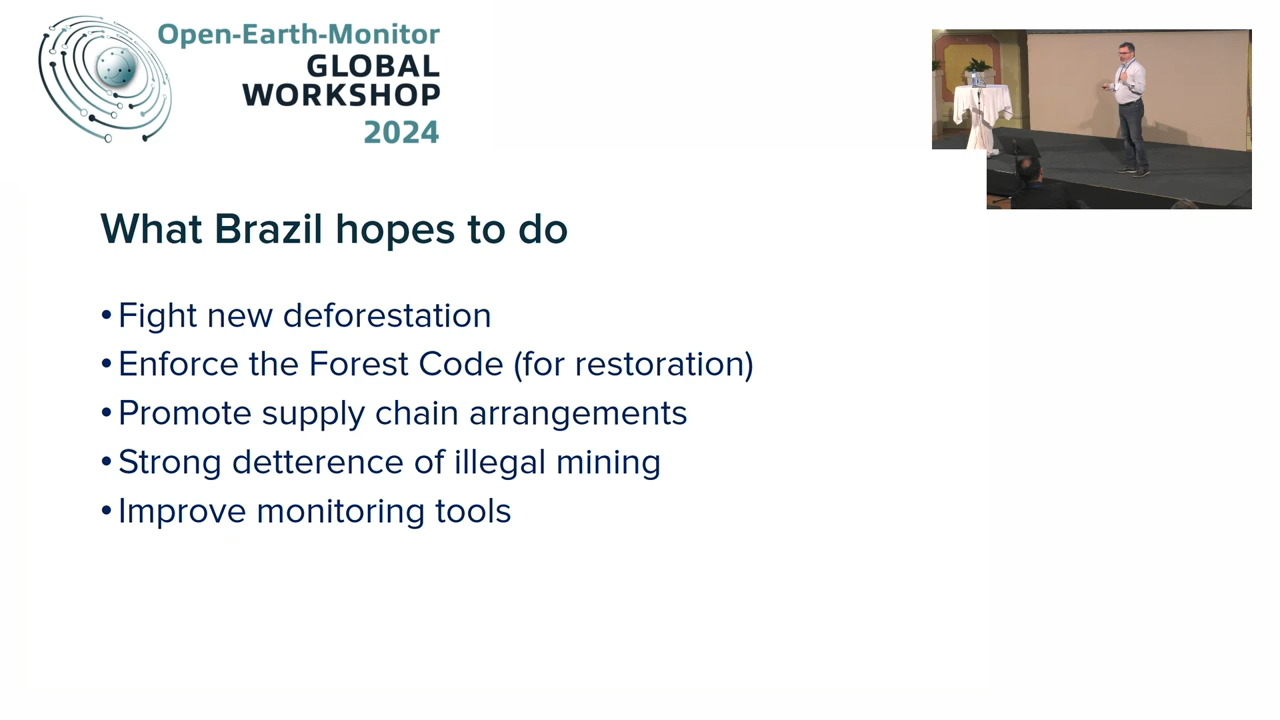 Open-Earth-Monitor
GLOBAL
WORKSHOP
2024
What Brazil hopes to do
• Fight new deforestation
• Enforce the Forest Code (for restoration)
• Promote supply chain arrangements
• Strong detterence of illegal mining
• Improve monitoring tools